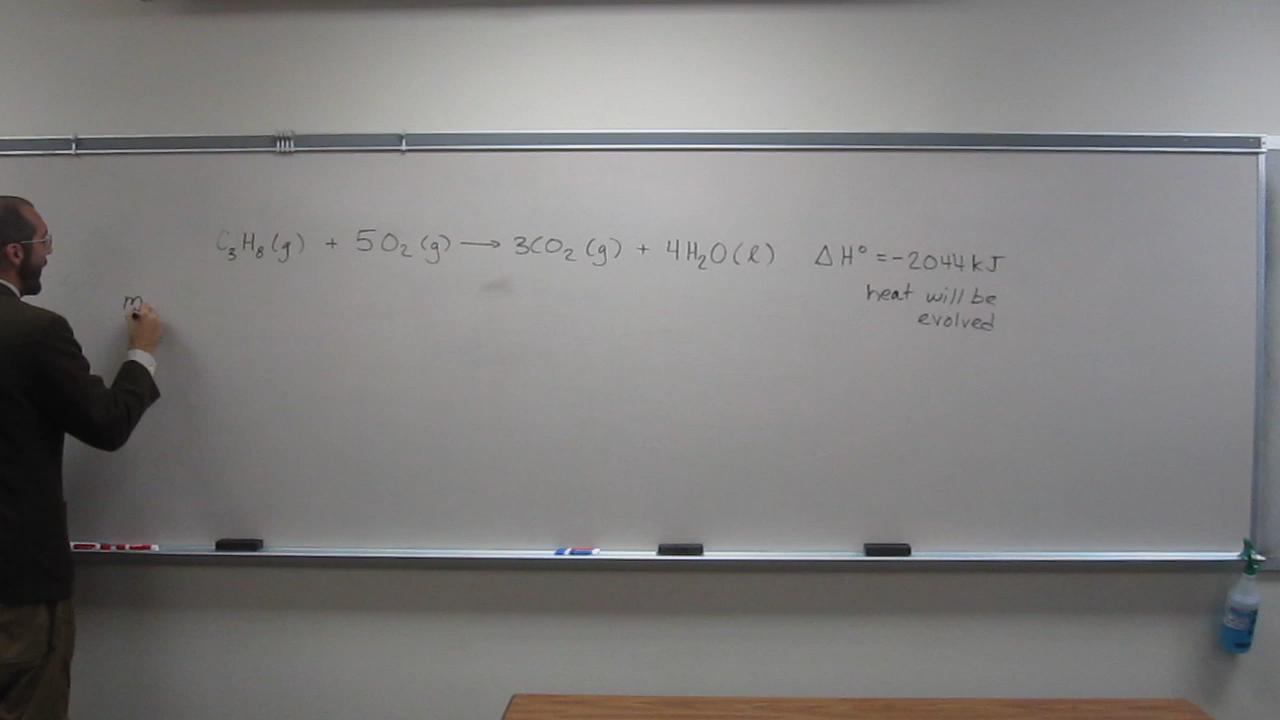 C₃H₈(g) + 5O₂(g) ⟶ 3CO₂(g) + 4H₂O(ℓ) ΔH° = -2044 kJ
heat will be
evolved
m